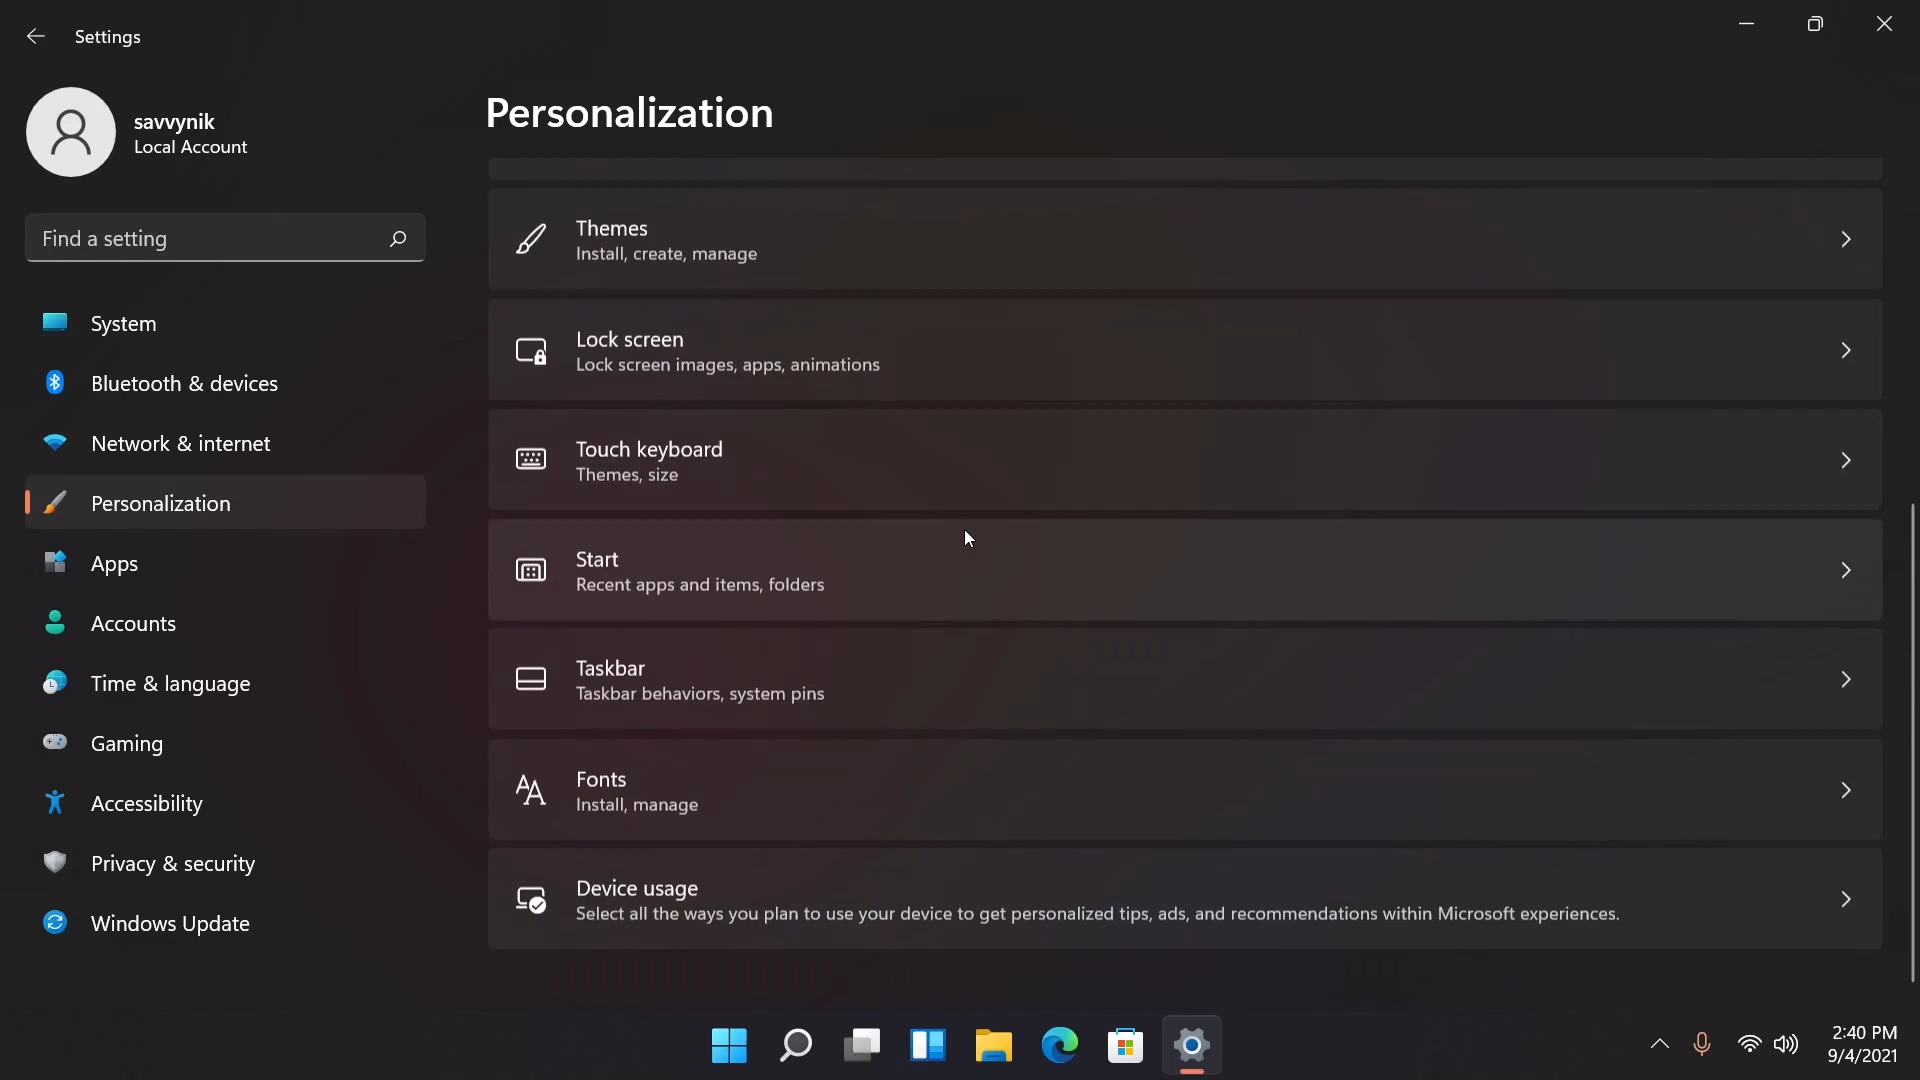 Settings
savvynik
Local Account
Find a setting
System
Bluetooth & devices
Network & internet
Personalization
Apps
Accounts
Time & language
Gaming
Accessibility
Privacy & security
Windows Update
Personalization
Themes
Install, create, manage
Lock screen
Lock screen images, apps, animations
Touch keyboard
Themes, size
Start
Recent apps and items, folders
Taskbar
Taskbar behaviors, system pins
Fonts
Install, manage
Device usage
Select all the ways you plan to use your device to get personalized tips, ads, and recommendations within Microsoft experiences.
2:40 PM
9/4/2021